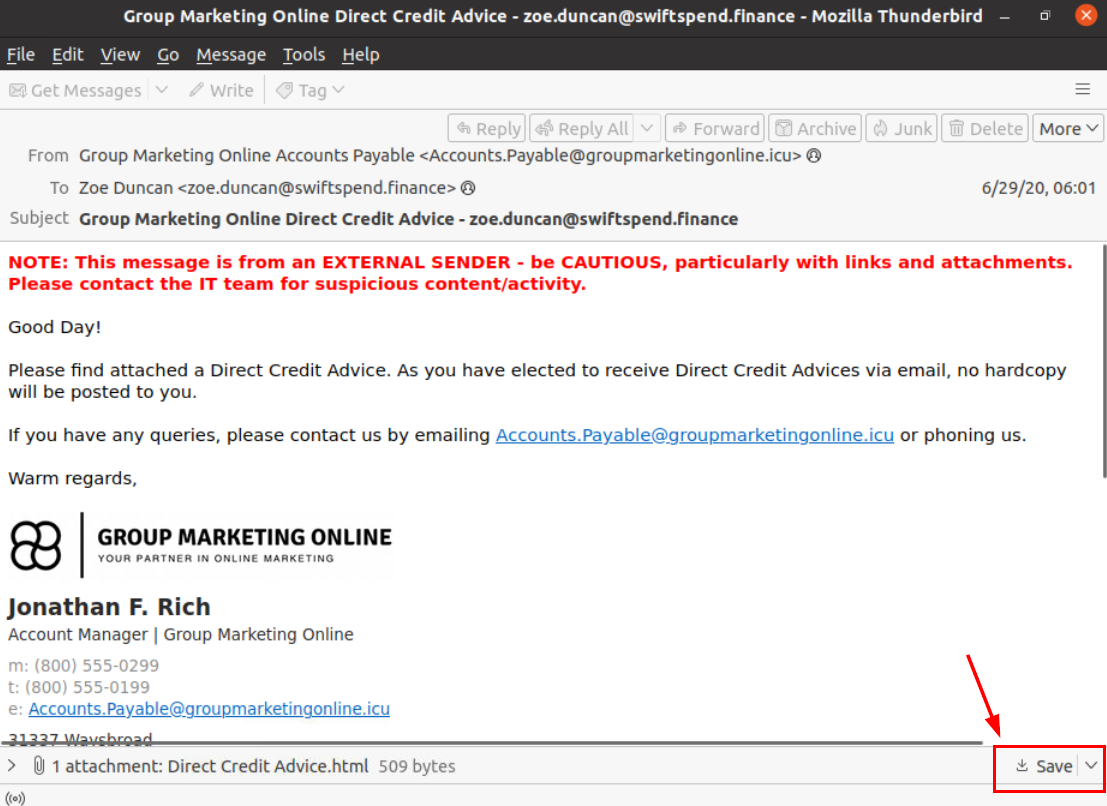 Group Marketing Online Direct Credit Advice - zoe.duncan@swiftspend.finance - Mozilla Thunderbird
File Edit View Go Message Tools Help
Get Messages Write Tag
Reply Reply All Forward Archive Junk Delete More
From Group Marketing Online Accounts Payable <Accounts.Payable@groupmarketingonline.icu>
To Zoe Duncan <zoe.duncan@swiftspend.finance> 6/29/20, 06:01
Subject Group Marketing Online Direct Credit Advice - zoe.duncan@swiftspend.finance
NOTE: This message is from an EXTERNAL SENDER - be CAUTIOUS, particularly with links and attachments.
Please contact the IT team for suspicious content/activity.
Good Day!
Please find attached a Direct Credit Advice. As you have elected to receive Direct Credit Advices via email, no hardcopy
will be posted to you.
If you have any queries, please contact us by emailing Accounts.Payable@groupmarketingonline.icu or phoning us.
Warm regards,
GROUP MARKETING ONLINE
YOUR PARTNER IN ONLINE MARKETING
Jonathan F. Rich
Account Manager | Group Marketing Online
m: (800) 555-0299
t: (800) 555-0199
e: Accounts.Payable@groupmarketingonline.icu
31337 Waysbroad
1 attachment: Direct Credit Advice.html 509 bytes Save